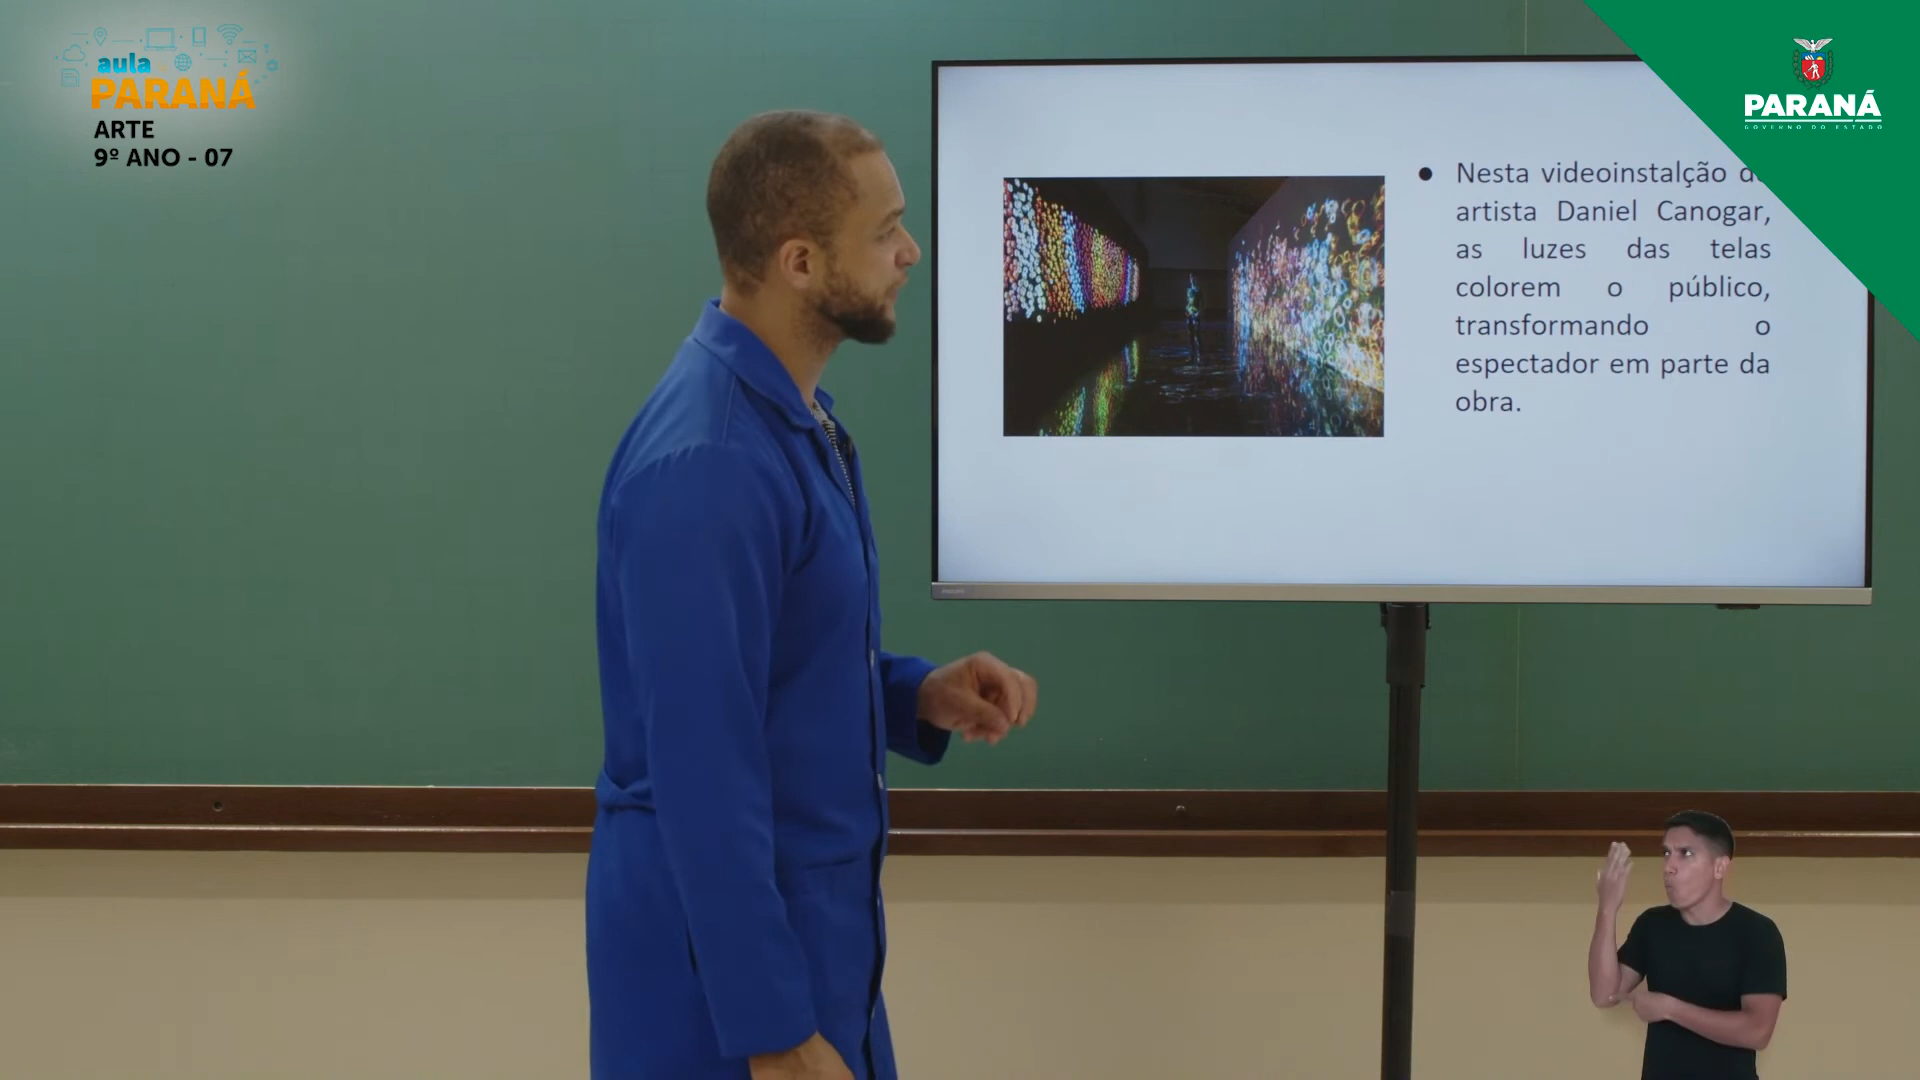 aula
PARANÁ
ARTE
9º ANO - 07
PARANÁ
GOVERNO DO ESTADO
● Nesta videoinstalção
artista Daniel Canogar,
as luzes das telas
colorem o público,
transformando o
espectador em parte da
obra.
PHILIPS